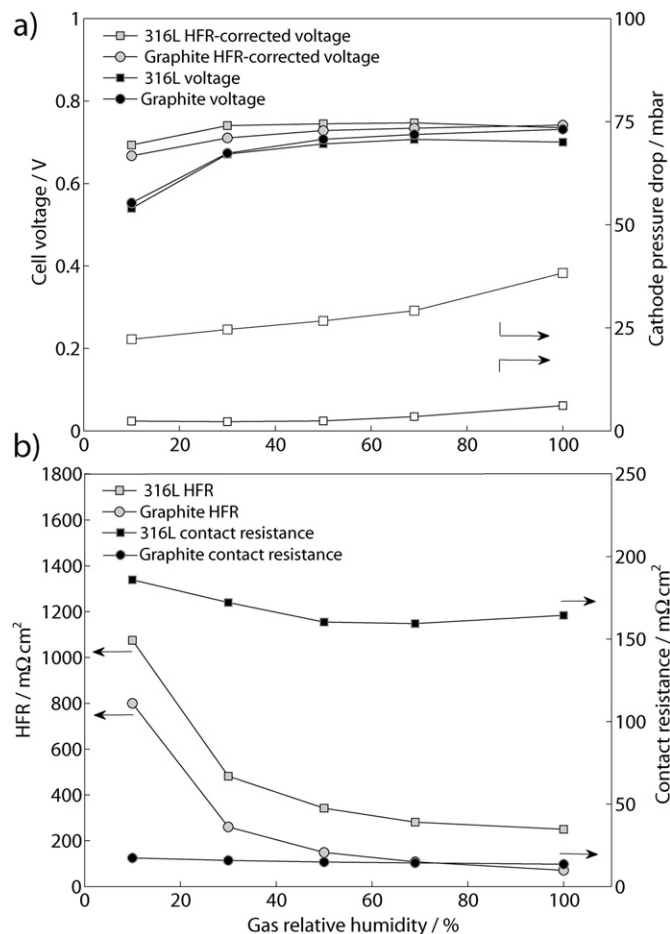 a)
316L HFR-corrected voltage
Graphite HFR-corrected voltage
316L voltage
Graphite voltage
Cell voltage / V
1
0.8
0.6
0.4
0.2
0
Cathode pressure drop / mbar
100
75
50
25
0
0 20 40 60 80 100
b)
316L HFR
Graphite HFR
316L contact resistance
Graphite contact resistance
HFR / mΩ cm²
1800
1600
1400
1200
1000
800
600
400
200
0
Contact resistance / mΩ cm²
250
200
150
100
50
0
0 20 40 60 80 100
Gas relative humidity / %